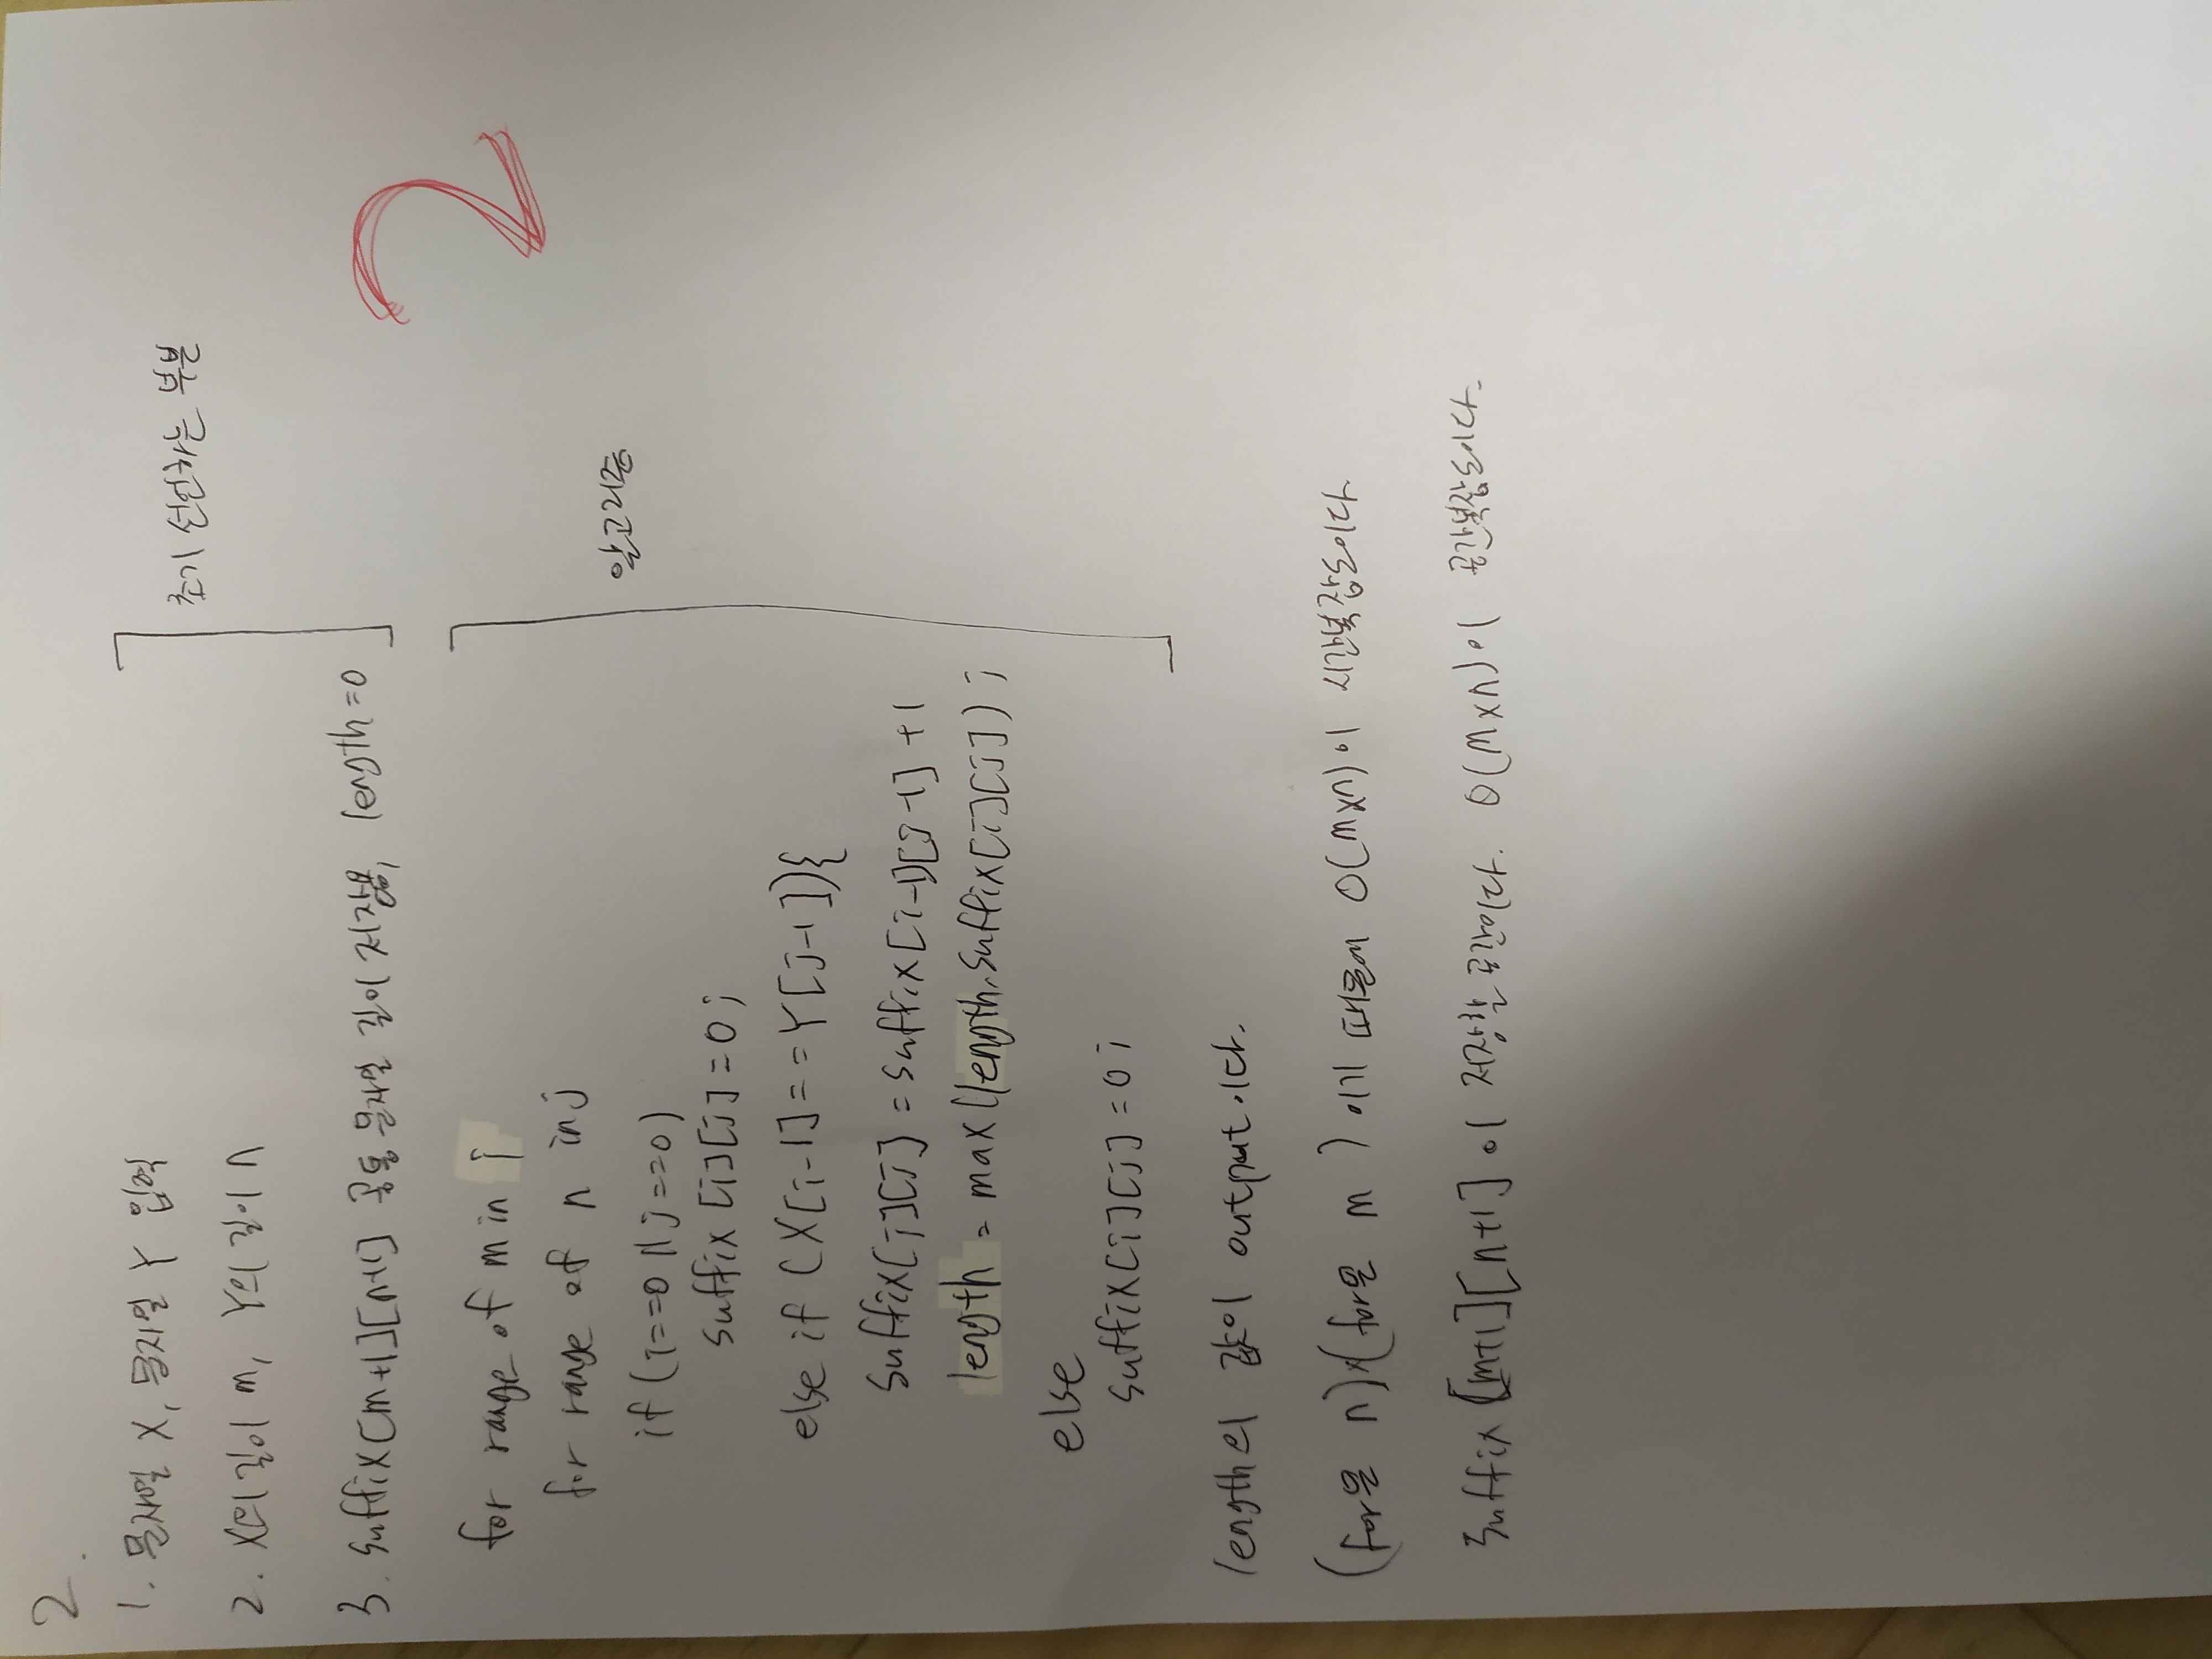 2.
1. 문자열 X, 문자열 Y 입력
초기 선언하는 부분
2. X의 길이 m, Y의 길이 n
3. suffix[m+1][n+1] 공통 문자열 길이 저장용, length=0
2
for range of m in i
for range of n in j
알고리즘
if (i==0 || j==0)
suffix [i][j] = 0;
else if (X[i-1]==Y[j-1]){
suffix[i][j] = suffix[i-1][j-1] +1
length = max(length, suffix[i][j]);
else
suffix[i][j] = 0;
length의 값이 output이다.
(for문 n)x(for문 m ) 이기 때문에 O(mxn)이 시간복잡도이다.
suffix [m+1][n+1] 이 저장할 공간이다. O(mxn)이 공간복잡도이다.